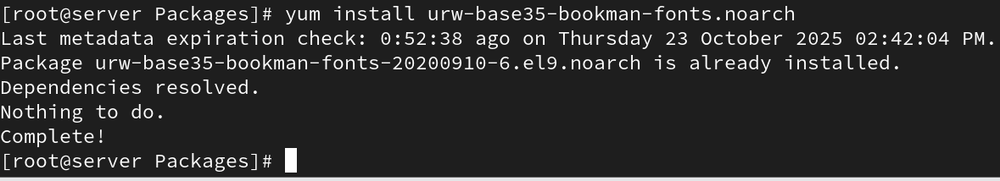 [root@server Packages]# yum install urw-base35-bookman-fonts.noarch
Last metadata expiration check: 0:52:38 ago on Thursday 23 October 2025 02:42:04 PM.
Package urw-base35-bookman-fonts-20200910-6.el9.noarch is already installed.
Dependencies resolved.
Nothing to do.
Complete!
[root@server Packages]#